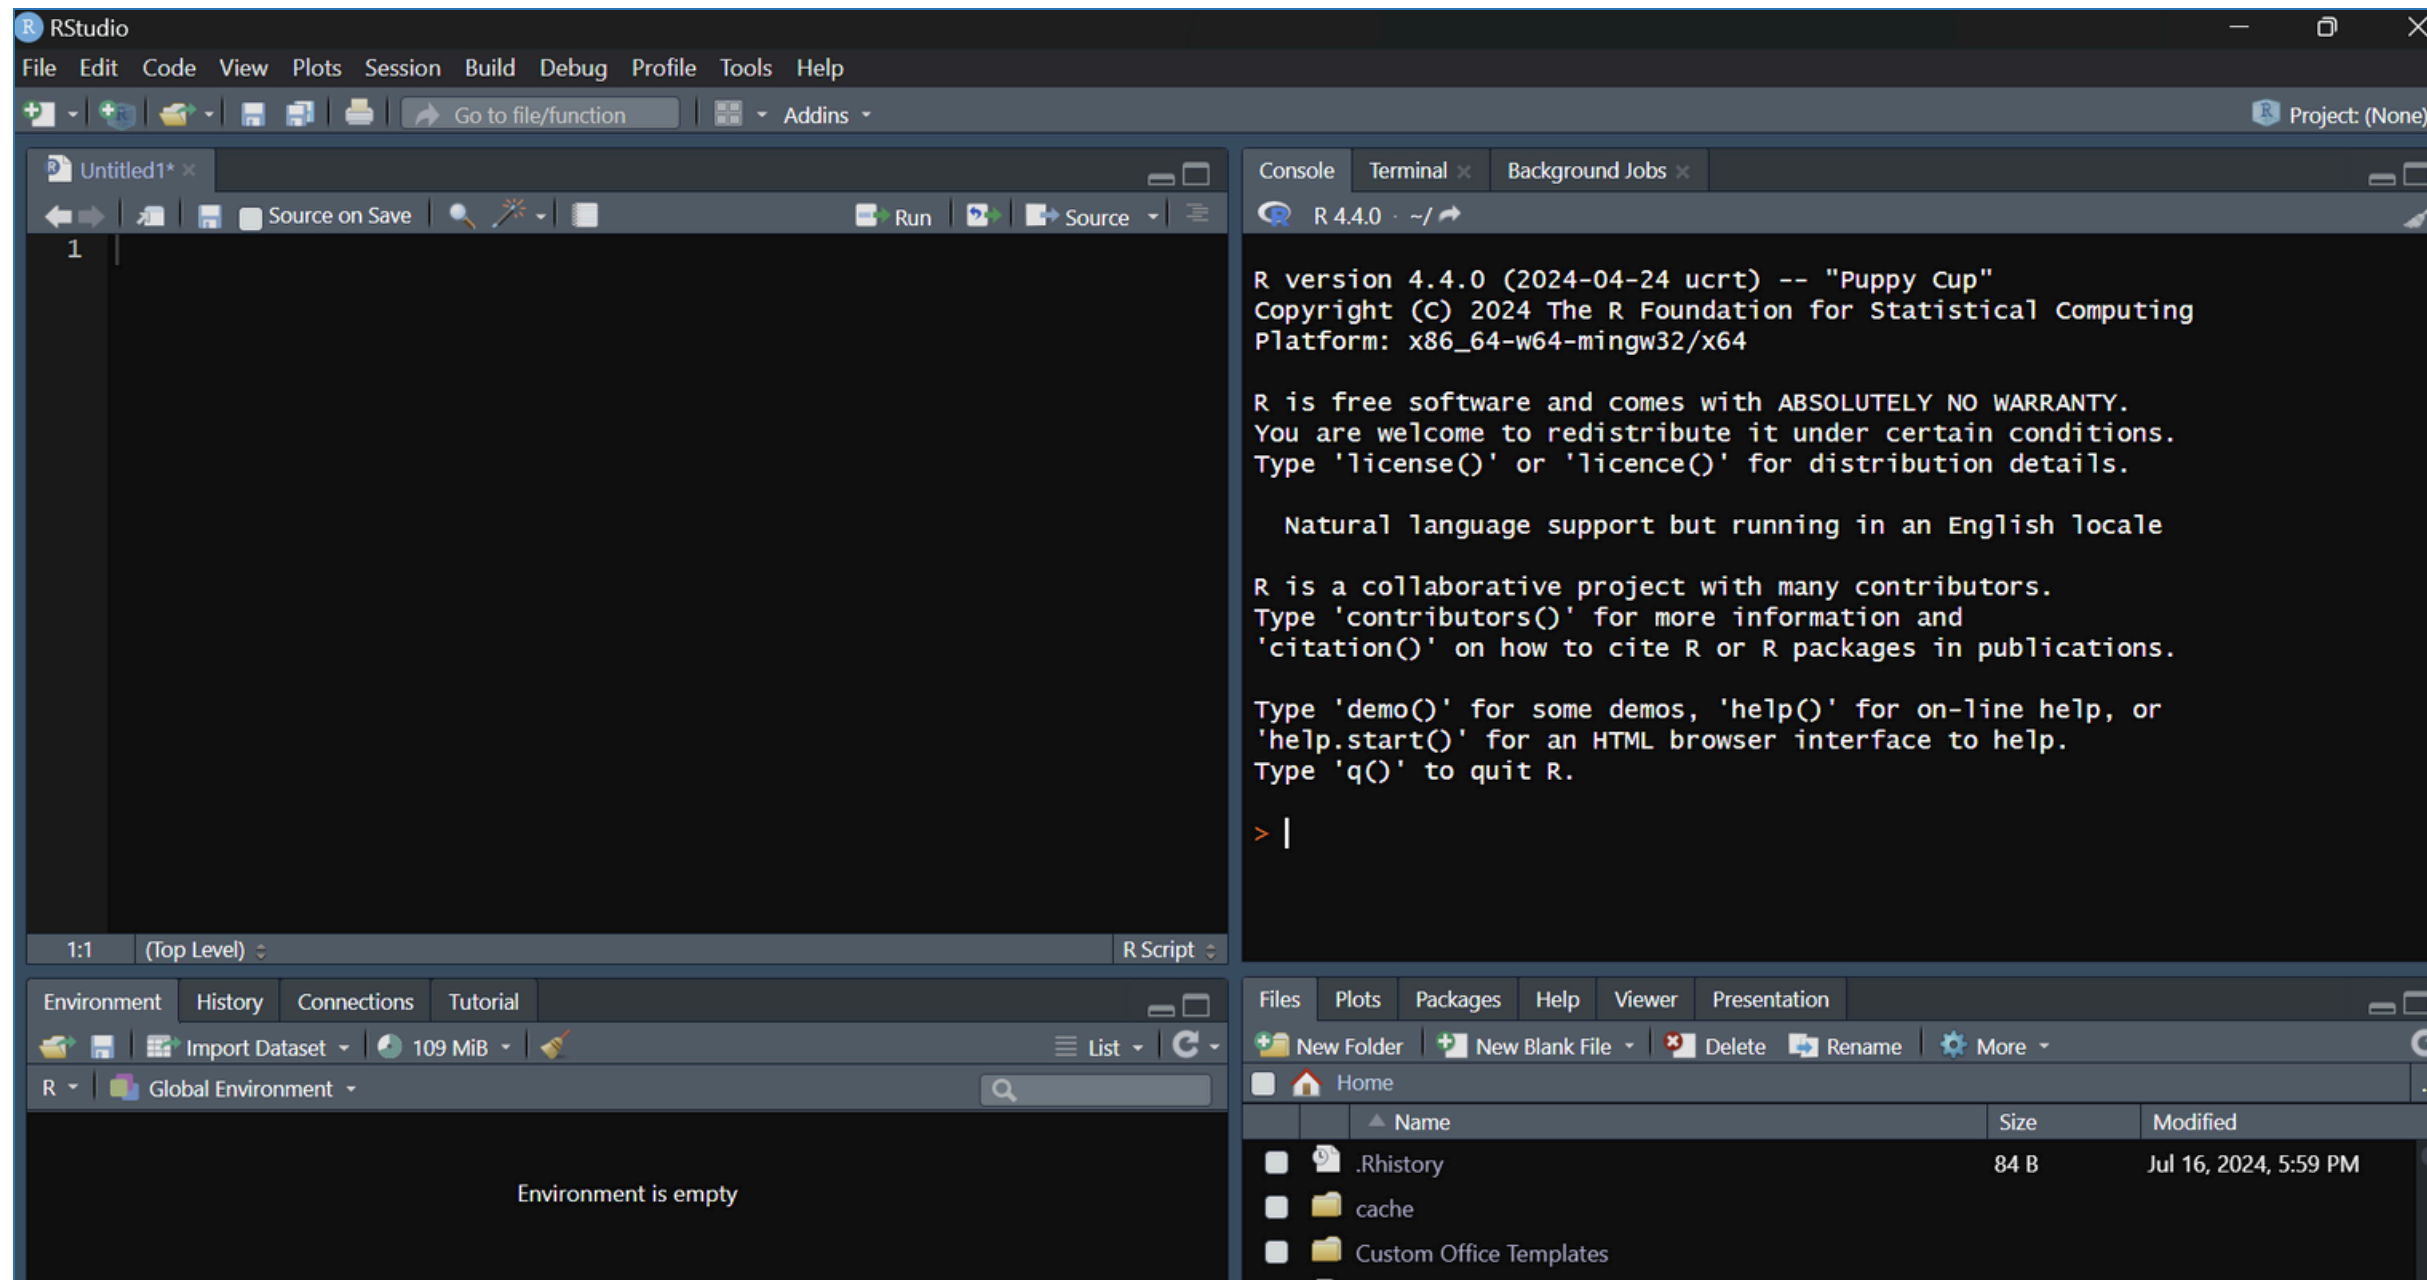 RStudio
File Edit Code View Plots Session Build Debug Profile Tools Help
Go to file/function Addins Project: (None)
Untitled1*
Source on Save Run Source
1
1:1 (Top Level) R Script
Console Terminal Background Jobs
R 4.4.0 · ~/
R version 4.4.0 (2024-04-24 ucrt) -- "Puppy Cup"
Copyright (C) 2024 The R Foundation for Statistical Computing
Platform: x86_64-w64-mingw32/x64
R is free software and comes with ABSOLUTELY NO WARRANTY.
You are welcome to redistribute it under certain conditions.
Type 'license()' or 'licence()' for distribution details.
Natural language support but running in an English locale
R is a collaborative project with many contributors.
Type 'contributors()' for more information and
'citation()' on how to cite R or R packages in publications.
Type 'demo()' for some demos, 'help()' for on-line help, or
'help.start()' for an HTML browser interface to help.
Type 'q()' to quit R.
>
Environment History Connections Tutorial
Import Dataset 109 MiB List
R Global Environment
Environment is empty
Files Plots Packages Help Viewer Presentation
New Folder New Blank File Delete Rename More
Home
Name Size Modified
.Rhistory 84 B Jul 16, 2024, 5:59 PM
cache
Custom Office Templates